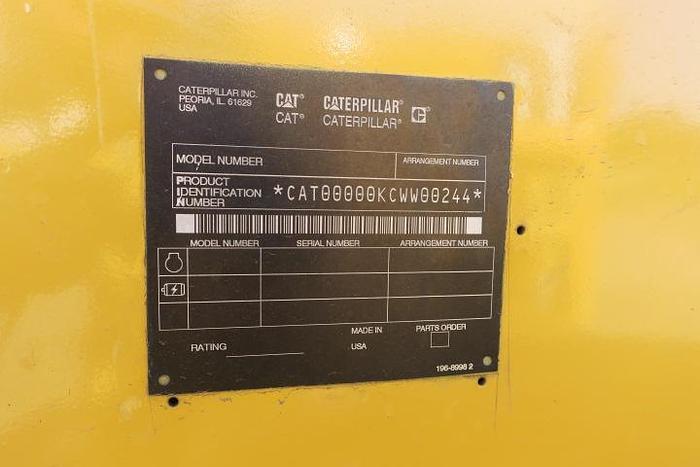 CATERPILLAR INC.
PEORIA, IL 61629
USA
CAT®
CAT®
CATERPILLAR®
CATERPILLAR®
MODEL NUMBER
ARRANGEMENT NUMBER
PRODUCT
IDENTIFICATION
NUMBER
*CAT00000KCWW00244*
MODEL NUMBER SERIAL NUMBER ARRANGEMENT NUMBER
RATING
MADE IN
USA
PARTS ORDER
196-8998 2